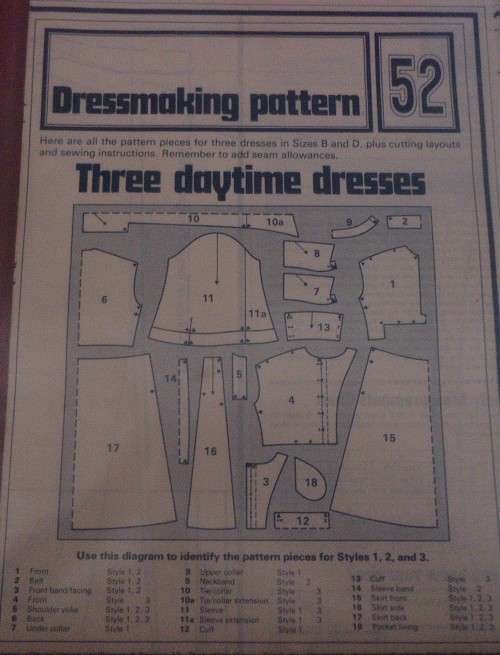 Dressmaking pattern
52
Here are all the pattern pieces for three dresses in Sizes B and D, plus cutting layouts
and sewing instructions. Remember to add seam allowances.
Three daytime dresses
10
10a
9
2
8
6
11
7
1
11a
13
14
5
4
17
16
15
3
18
12
Use this diagram to identify the pattern pieces for Styles 1, 2, and 3.
1 Front Style 1, 2
2 Belt Style 1, 2
3 Front band facing Style 1, 2
4 Front Style 3
5 Shoulder yoke Style 1, 2, 3
6 Back Style 1, 2, 3
7 Under collar Style 1
8 Upper collar Style 1
9 Neckband Style 2
10 Tie/collar Style 3
10a Tie/collar extension Style 3
11 Sleeve Style 1, 2, 3
11a Sleeve extension Style 1, 3
12 Cuff Style 1
13 Cuff Style 3
14 Sleeve band Style 2
15 Skirt front Style 1, 2, 3
16 Skirt side Style 1, 2, 3
17 Skirt back Style 1, 2, 3
18 Pocket lining Style 1, 2, 3